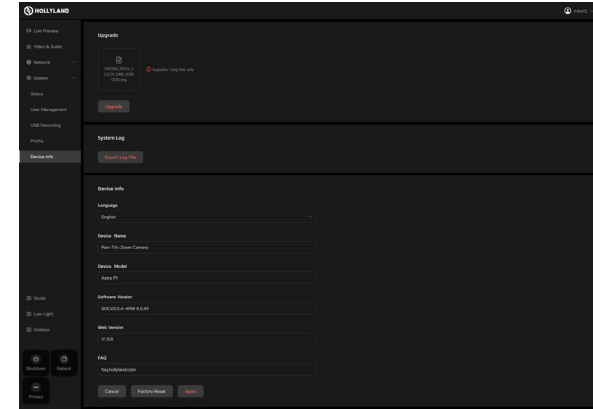 HOLLYLAND
Live Preview
Video & Audio
Network
System
Status
User Management
USB Recording
Profile
Device Info
Studio
Low Light
Outdoor
Shutdown
Reboot
Privacy
Upgrade
Supports *.img files only
Upgrade
System Log
Export Log File
Device Info
Language
English
Device Name
Pan-Tilt-Zoom Camera
Device Model
Astra P1
Software Version
Web Version
FAQ
faq.hollyland.com
Cancel
Factory Reset
Apply